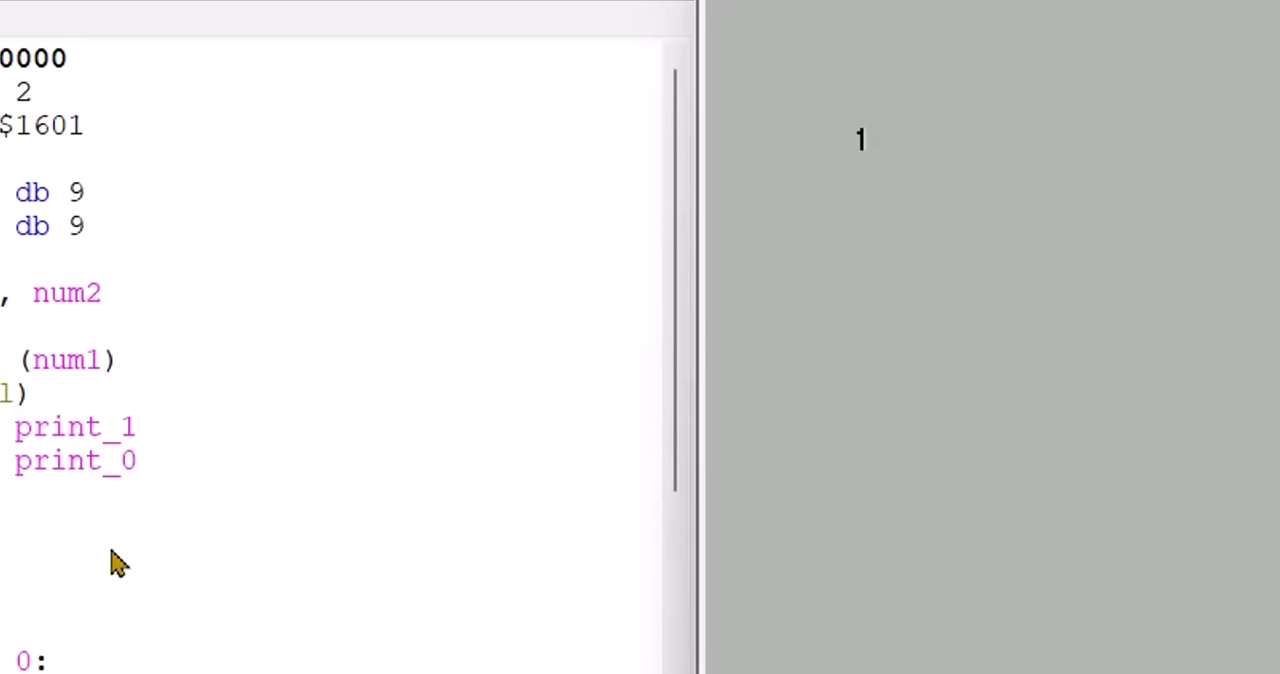 0000
2
$1601
db 9
db 9
, num2
(num1)
l)
print_1
print_0
0:
1